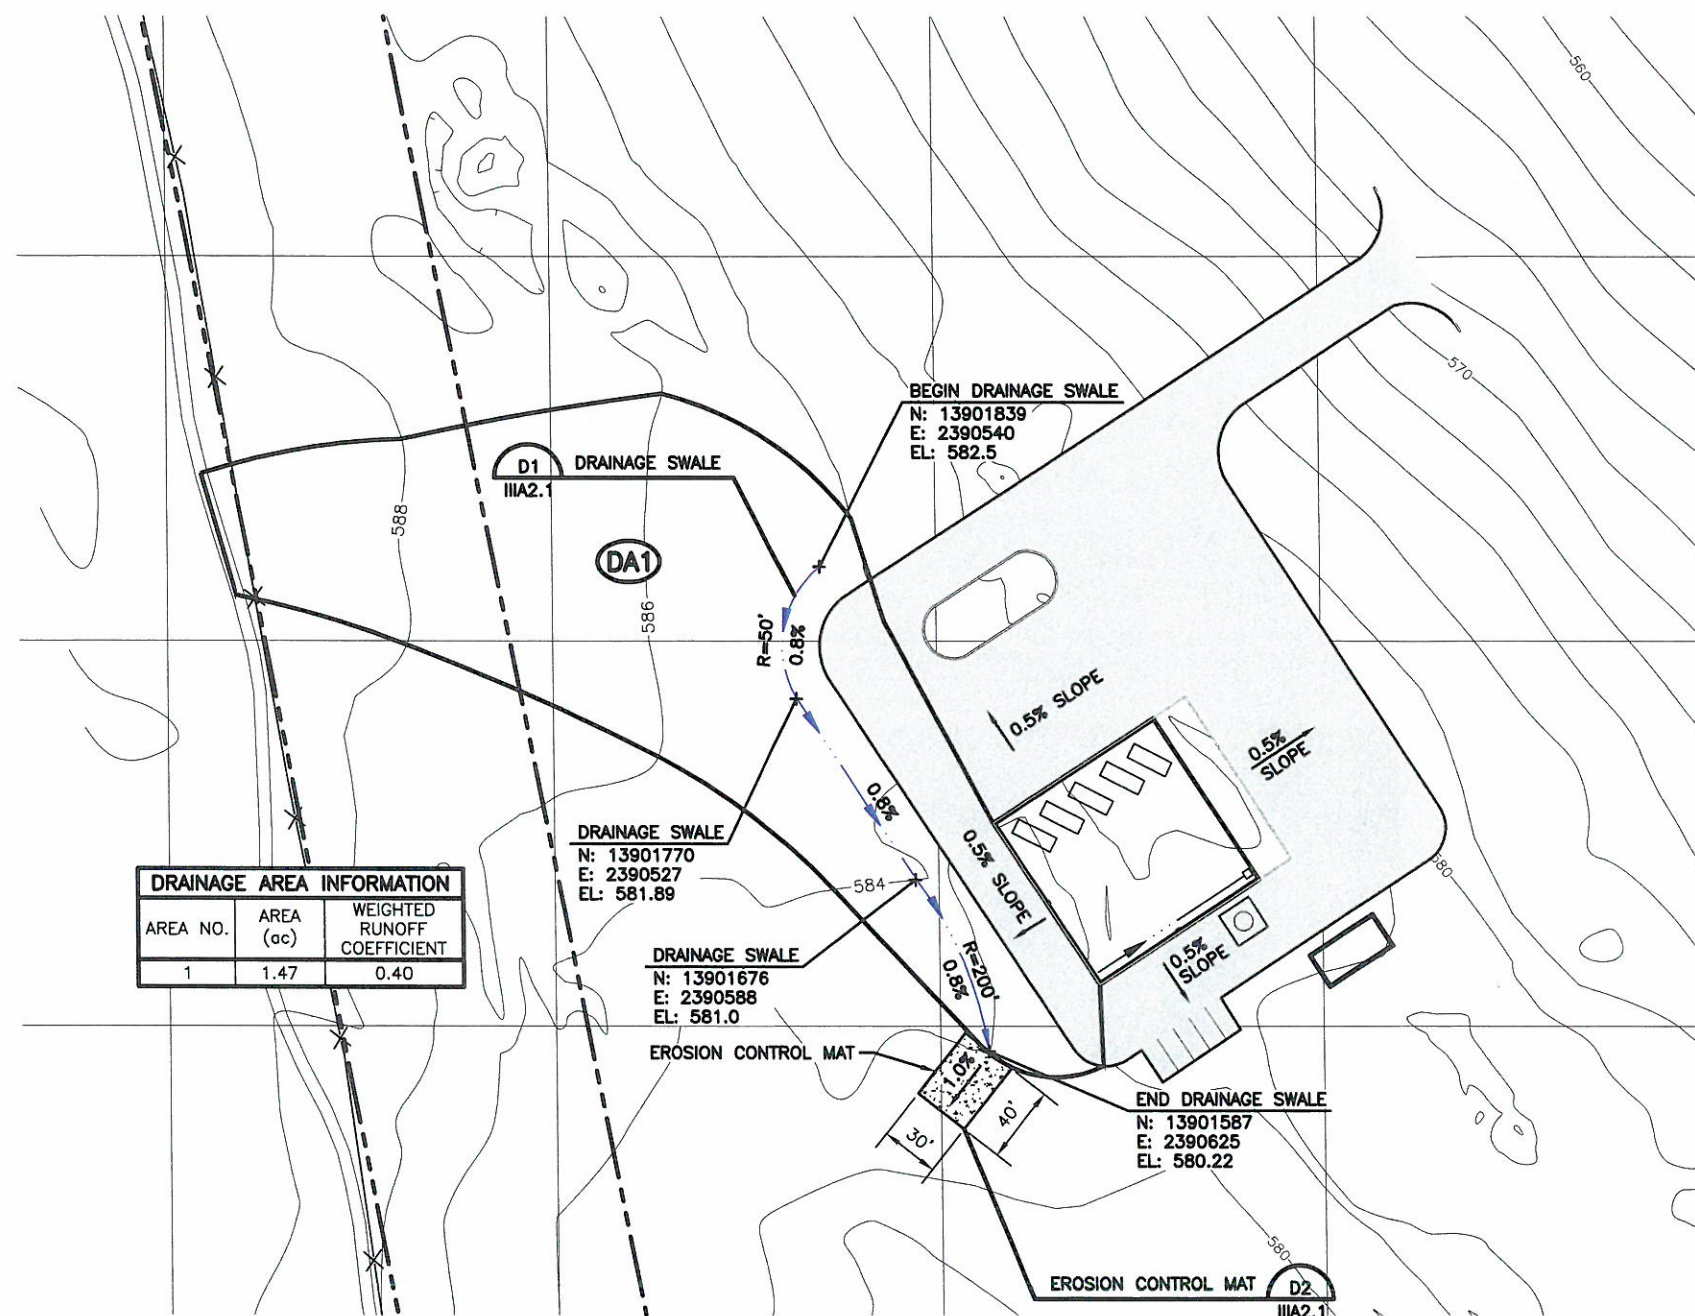 560
570
BEGIN DRAINAGE SWALE
N: 13901839
E: 2390540
EL: 582.5
D1
DRAINAGE SWALE
IIIA2.1
588
DA1
586
R=50'
0.8%
0.5% SLOPE
0.5%
SLOPE
0.8%
DRAINAGE SWALE
N: 13901770
E: 2390527
EL: 581.89
0.5% SLOPE
580
DRAINAGE AREA INFORMATION
AREA NO.
AREA
(ac)
WEIGHTED
RUNOFF
COEFFICIENT
1
1.47
0.40
584
DRAINAGE SWALE
N: 13901676
E: 2390588
EL: 581.0
R=200'
0.8%
0.5%
SLOPE
EROSION CONTROL MAT
1.0%
30'
40'
END DRAINAGE SWALE
N: 13901587
E: 2390625
EL: 580.22
580
EROSION CONTROL MAT
D2
IIIA2.1